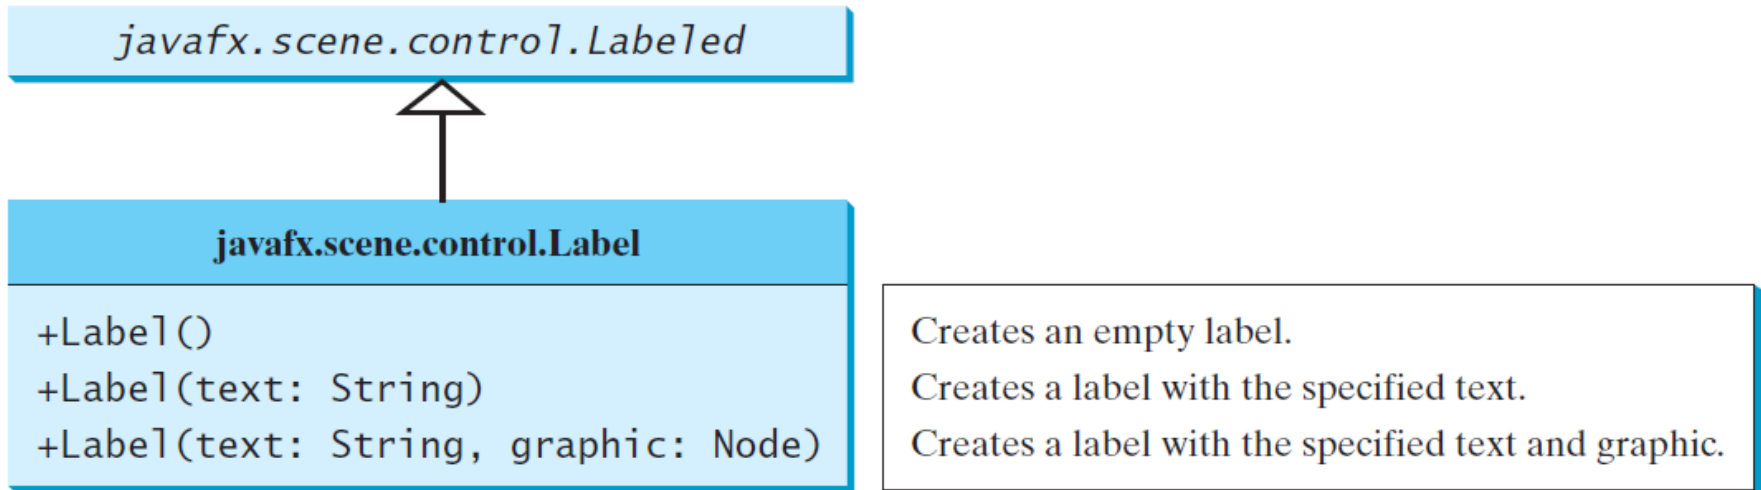 javafx.scene.control.Labeled
javafx.scene.control.Label
+Label()
Creates an empty label.
+Label(text: String)
Creates a label with the specified text.
+Label(text: String, graphic: Node)
Creates a label with the specified text and graphic.